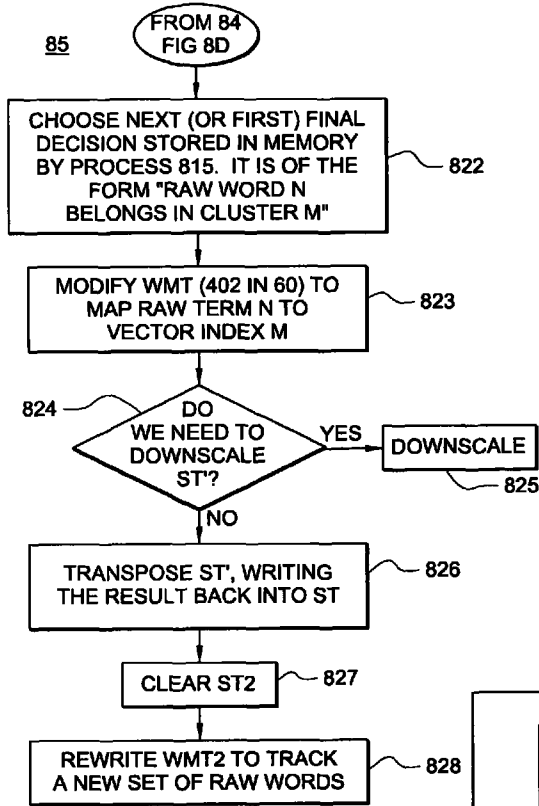 85
FROM 84
FIG 8D
CHOOSE NEXT (OR FIRST) FINAL
DECISION STORED IN MEMORY
BY PROCESS 815. IT IS OF THE
FORM "RAW WORD N
BELONGS IN CLUSTER M"
822
MODIFY WMT (402 IN 60) TO
MAP RAW TERM N TO
VECTOR INDEX M
823
824
DO
WE NEED TO
DOWNSCALE
ST'?
YES
DOWNSCALE
825
NO
TRANSPOSE ST', WRITING
THE RESULT BACK INTO ST
826
CLEAR ST2
827
REWRITE WMT2 TO TRACK
A NEW SET OF RAW WORDS
828